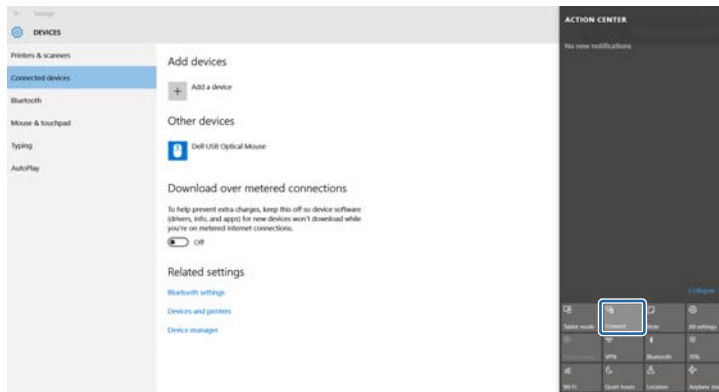 Settings
DEVICES
Printers & scanners
Connected devices
Bluetooth
Mouse & touchpad
Typing
AutoPlay
Add devices
Add a device
Other devices
Dell USB Optical Mouse
Download over metered connections
To help prevent extra charges, keep this off so device software
(drivers, info, and apps) for new devices won't download while
you're on metered Internet connections.
Off
Related settings
Bluetooth settings
Devices and printers
Device manager
ACTION CENTER
No new notifications
Collapse
Tablet mode
Connect
Note
All settings
VPN
Bluetooth
70%
Wi-Fi
Quiet hours
Location
Airplane mo